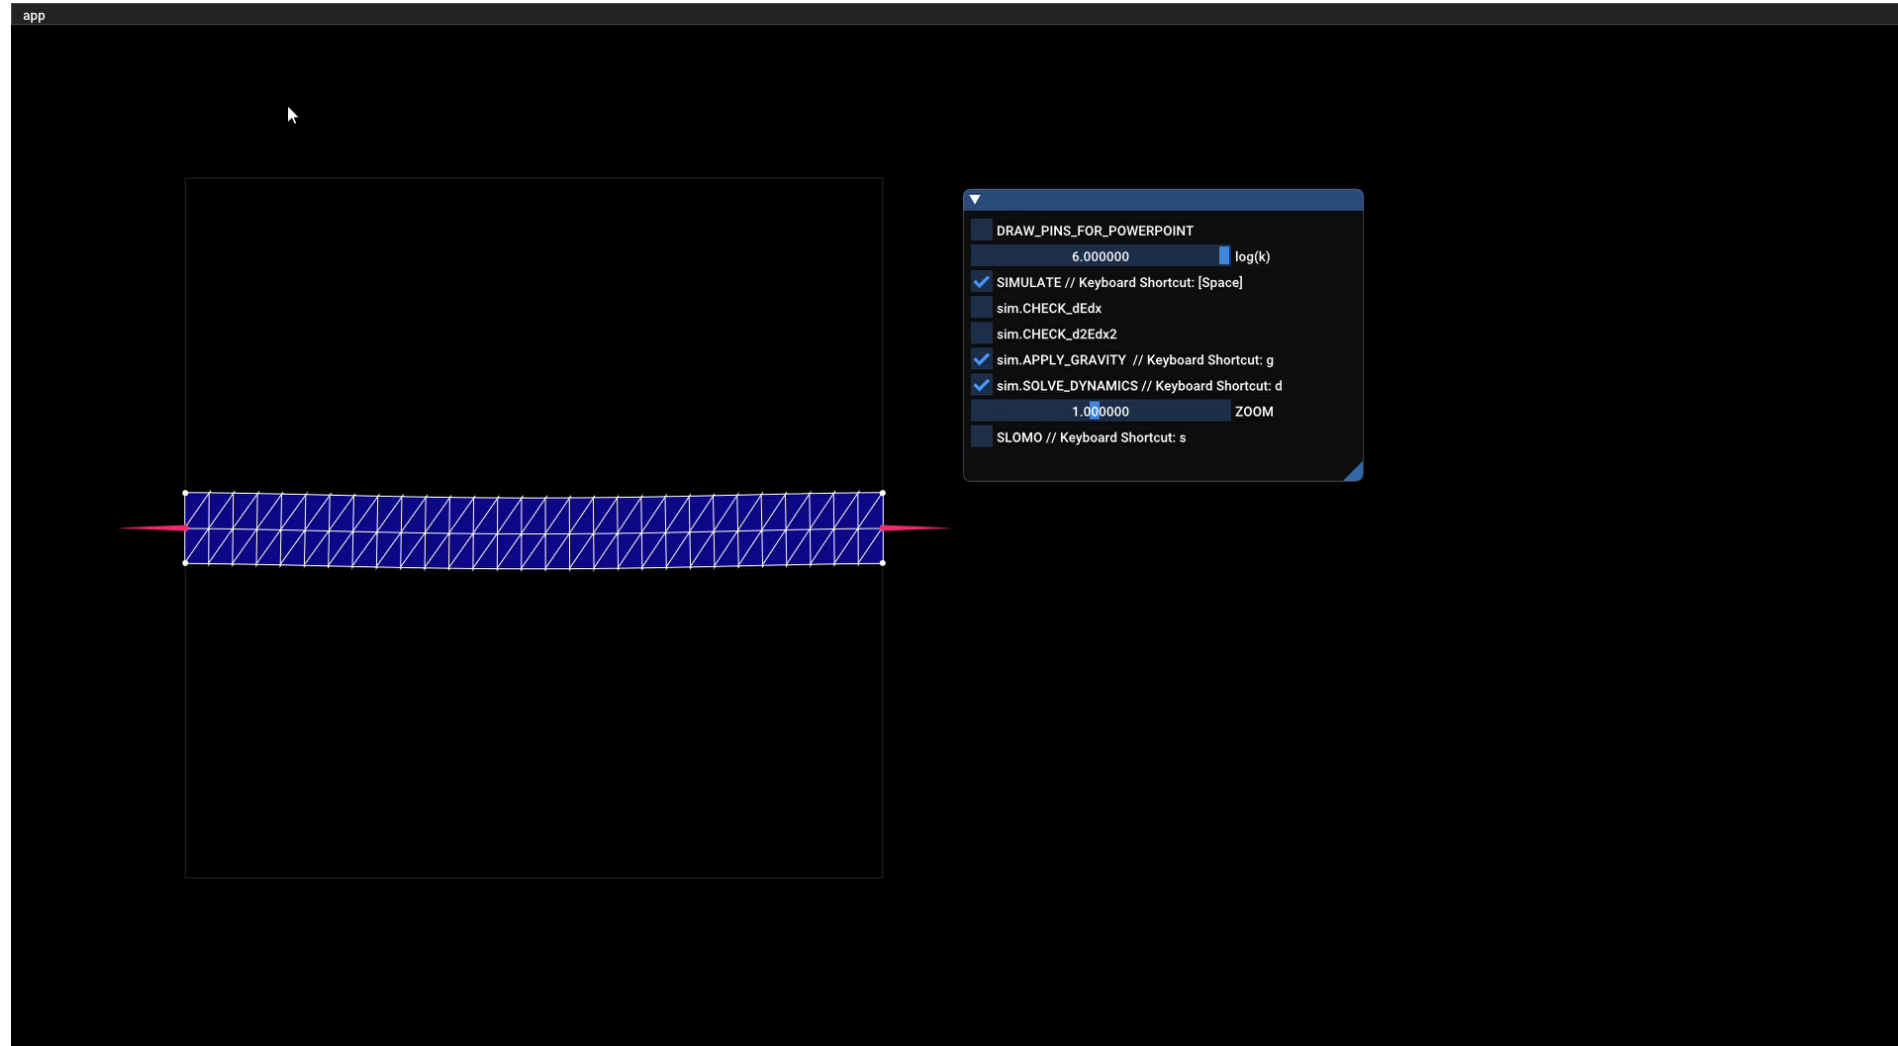 app
DRAW_PINS_FOR_POWERPOINT
6.000000 log(k)
SIMULATE // Keyboard Shortcut: [Space]
sim.CHECK_dEdx
sim.CHECK_d2Edx2
sim.APPLY_GRAVITY // Keyboard Shortcut: g
sim.SOLVE_DYNAMICS // Keyboard Shortcut: d
1.000000 ZOOM
SLOMO // Keyboard Shortcut: s